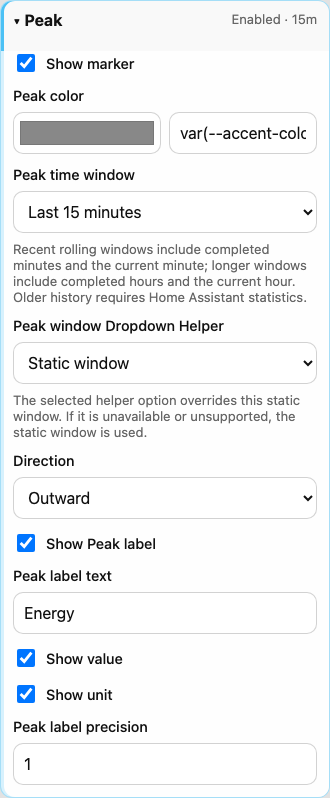 ▾ Peak
Enabled · 15m
Show marker
Peak color
var(--accent-colo
Peak time window
Last 15 minutes
Recent rolling windows include completed
minutes and the current minute; longer windows
include completed hours and the current hour.
Older history requires Home Assistant statistics.
Peak window Dropdown Helper
Static window
The selected helper option overrides this static
window. If it is unavailable or unsupported, the
static window is used.
Direction
Outward
Show Peak label
Peak label text
Energy
Show value
Show unit
Peak label precision
1